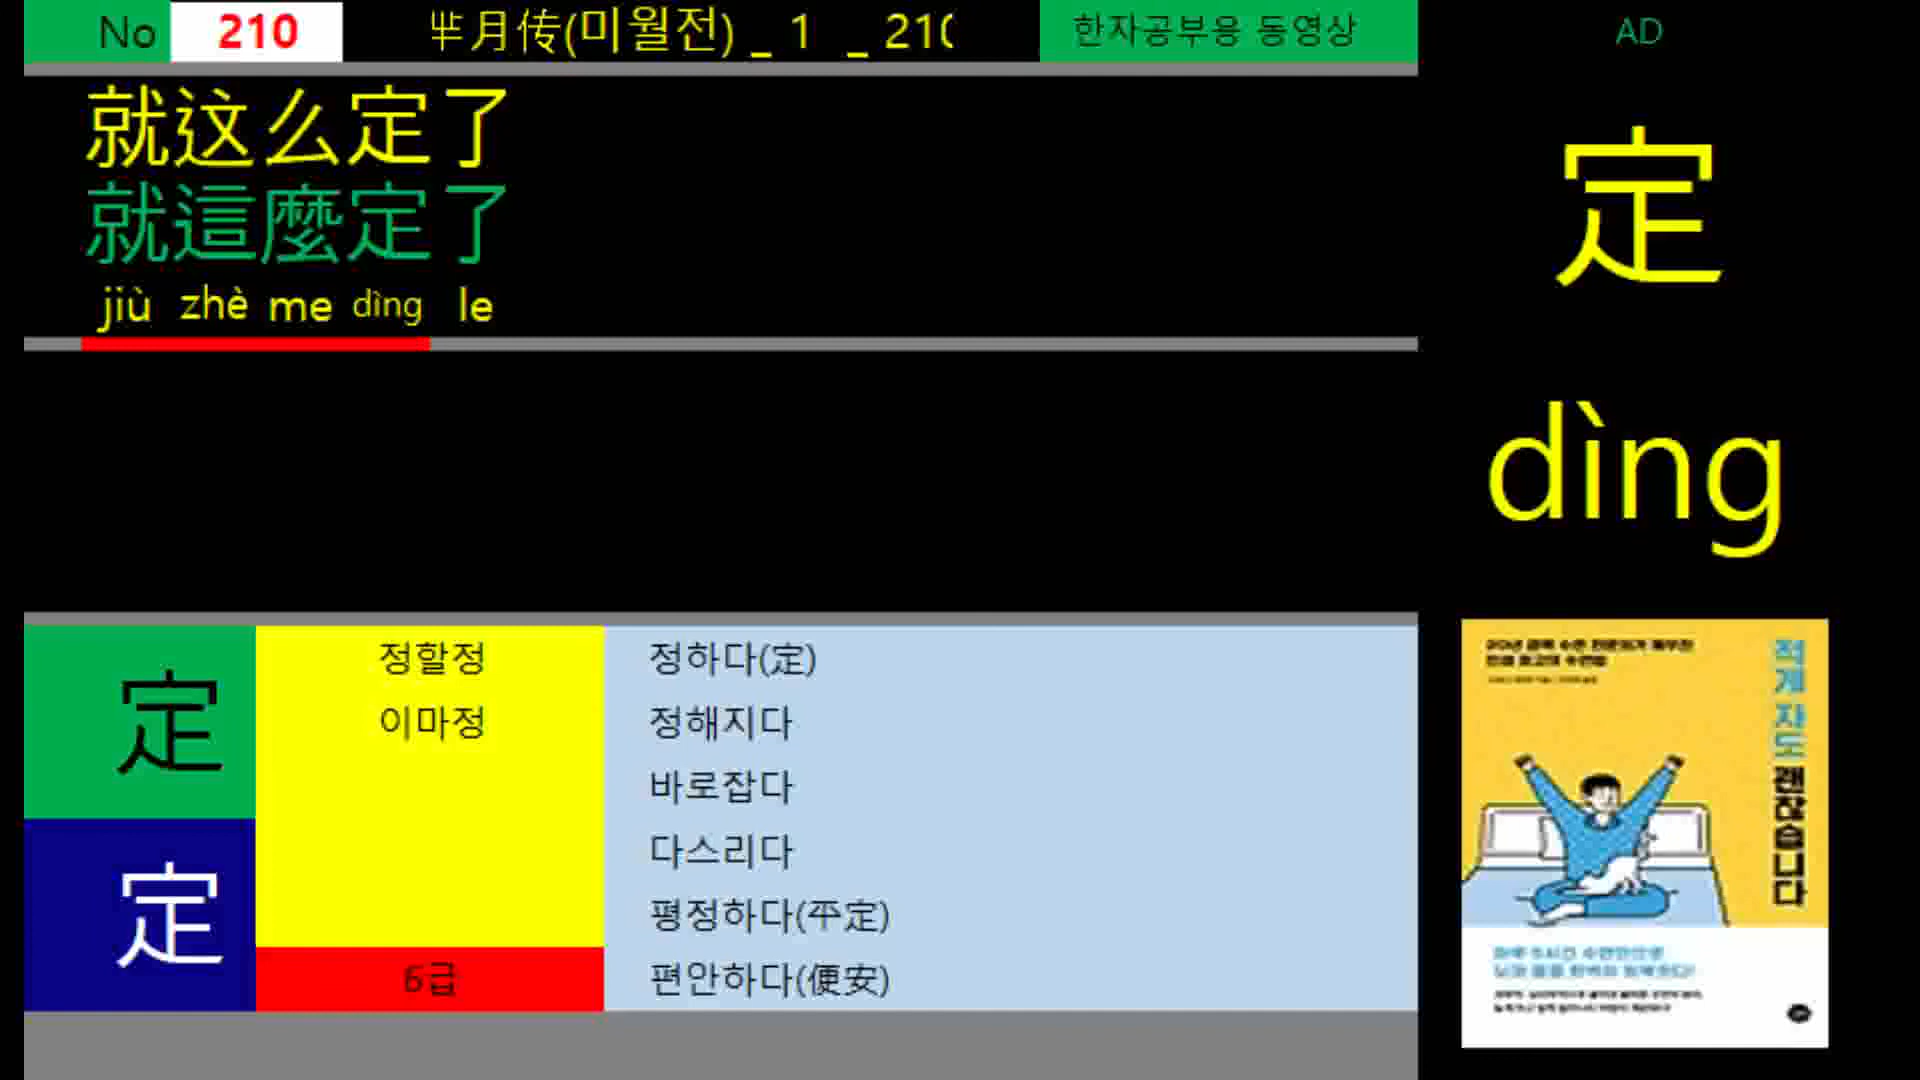 No 210 芈月传(미월전) _ 1 _ 210 한자공부용 동영상 AD
就这么定了
就這麼定了
jiù zhè me dìng le
定
dìng
定
定
정할정
이마정
6급
정하다(定)
정해지다
바로잡다
다스리다
평정하다(平定)
편안하다(便安)
적게 자도 괜찮습니다